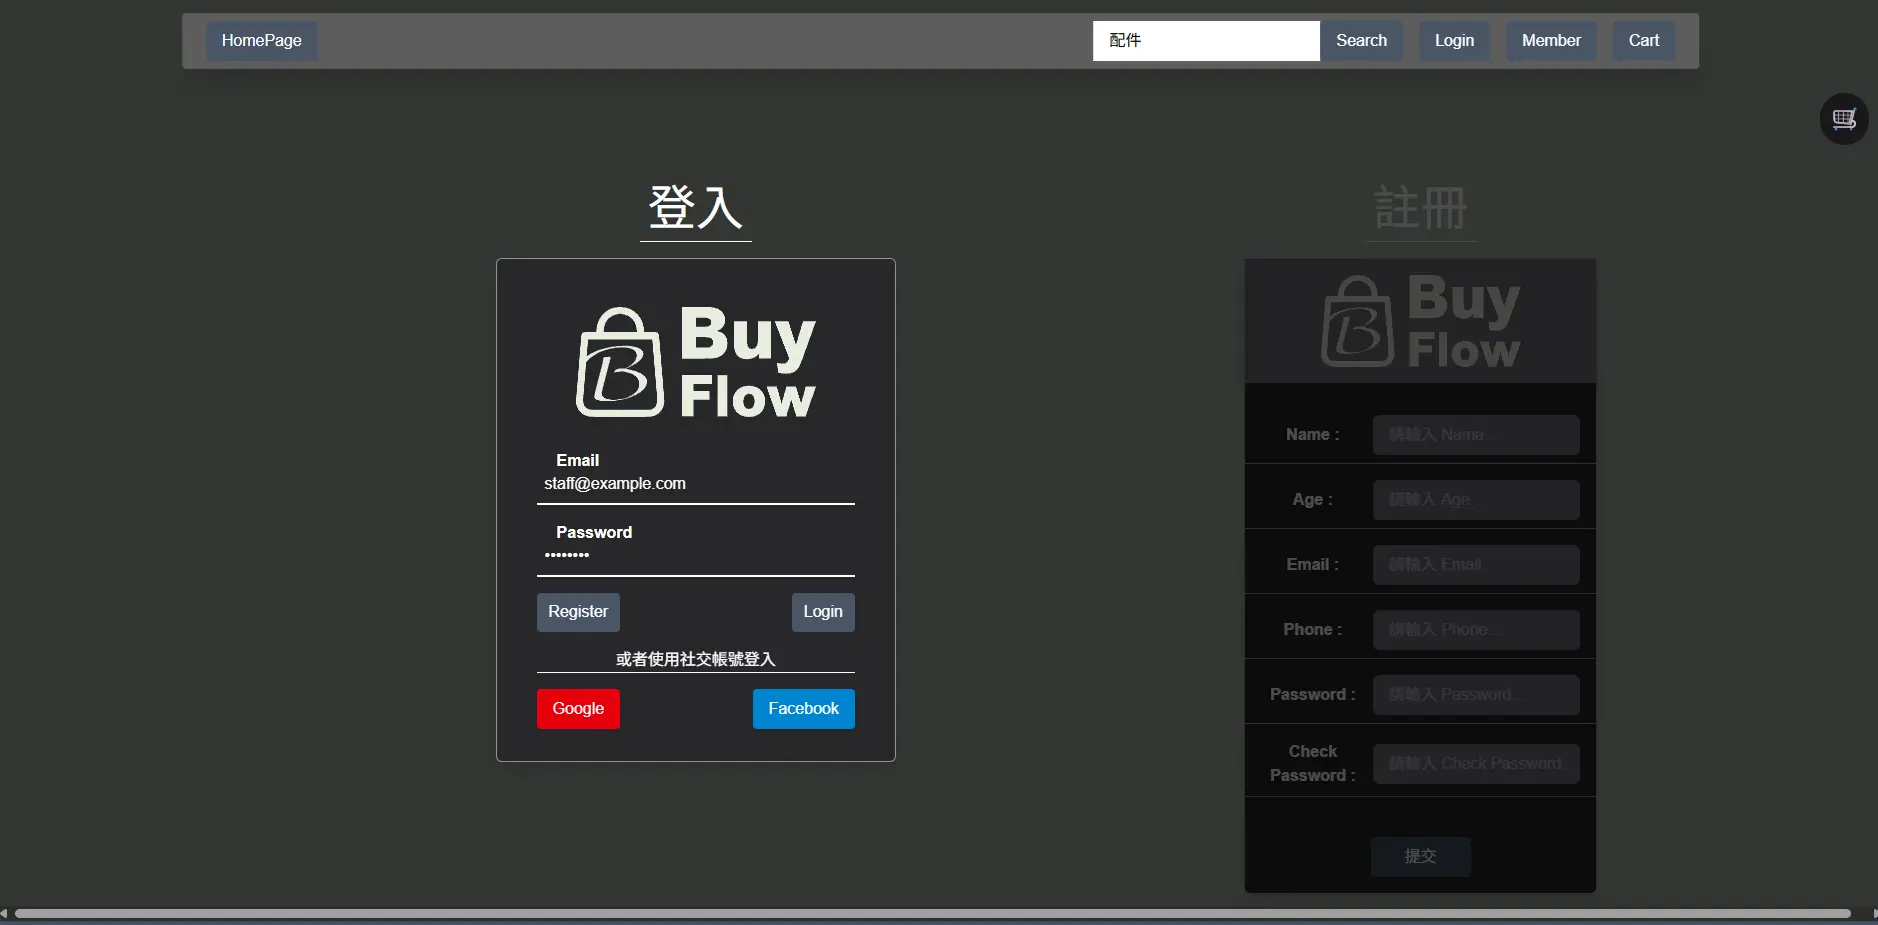 HomePage
配件
Search
Login
Member
Cart
登入
Buy
Flow
B
Email
staff@example.com
Password
••••••••
Register
Login
或者使用社交帳號登入
Google
Facebook
註冊
Buy
Flow
B
Name :
請輸入 Name...
Age :
請輸入 Age...
Email :
請輸入 Email...
Phone :
請輸入 Phone...
Password :
請輸入 Password...
Check
Password :
請輸入 Check Password
提交